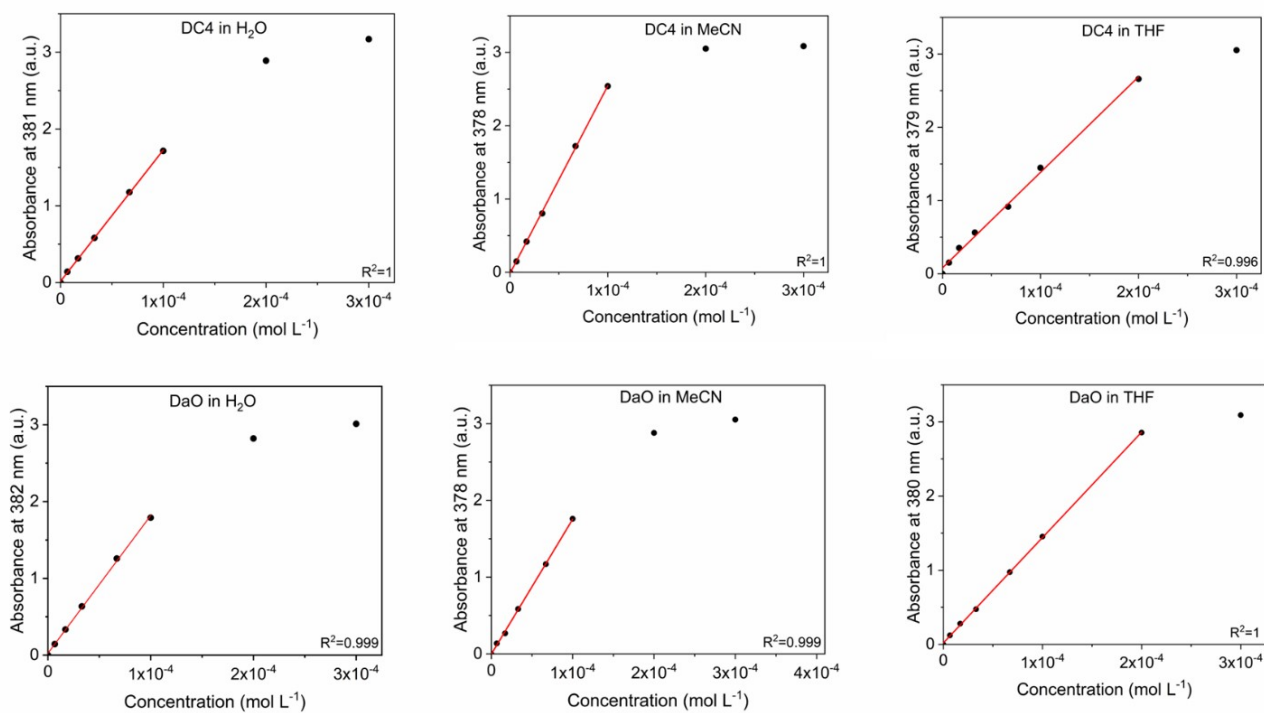 DC4 in H₂O
Absorbance at 381 nm (a.u.)
3
2
1
0
R²=1
0 1x10⁻⁴ 2x10⁻⁴ 3x10⁻⁴
Concentration (mol L⁻¹)
DC4 in MeCN
Absorbance at 378 nm (a.u.)
3
2
1
0
R²=1
0 1x10⁻⁴ 2x10⁻⁴ 3x10⁻⁴
Concentration (mol L⁻¹)
DC4 in THF
Absorbance at 379 nm (a.u.)
3
2
1
0
R²=0.996
0 1x10⁻⁴ 2x10⁻⁴ 3x10⁻⁴
Concentration (mol L⁻¹)
DaO in H₂O
Absorbance at 382 nm (a.u.)
3
2
1
0
R²=0.999
0 1x10⁻⁴ 2x10⁻⁴ 3x10⁻⁴
Concentration (mol L⁻¹)
DaO in MeCN
Absorbance at 378 nm (a.u.)
3
2
1
0
R²=0.999
0 1x10⁻⁴ 2x10⁻⁴ 3x10⁻⁴ 4x10⁻⁴
Concentration (mol L⁻¹)
DaO in THF
Absorbance at 380 nm (a.u.)
3
2
1
0
R²=1
0 1x10⁻⁴ 2x10⁻⁴ 3x10⁻⁴
Concentration (mol L⁻¹)